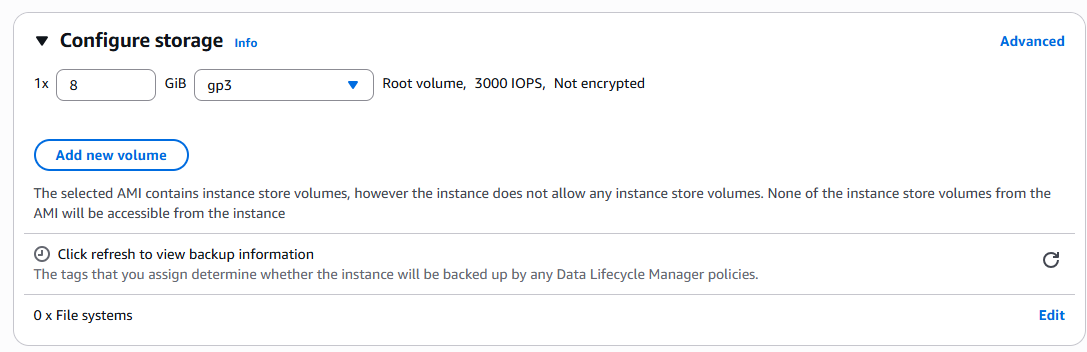 Configure storage Info Advanced
1x 8 GiB gp3 Root volume, 3000 IOPS, Not encrypted
Add new volume
The selected AMI contains instance store volumes, however the instance does not allow any instance store volumes. None of the instance store volumes from the
AMI will be accessible from the instance
Click refresh to view backup information
The tags that you assign determine whether the instance will be backed up by any Data Lifecycle Manager policies.
0 x File systems Edit